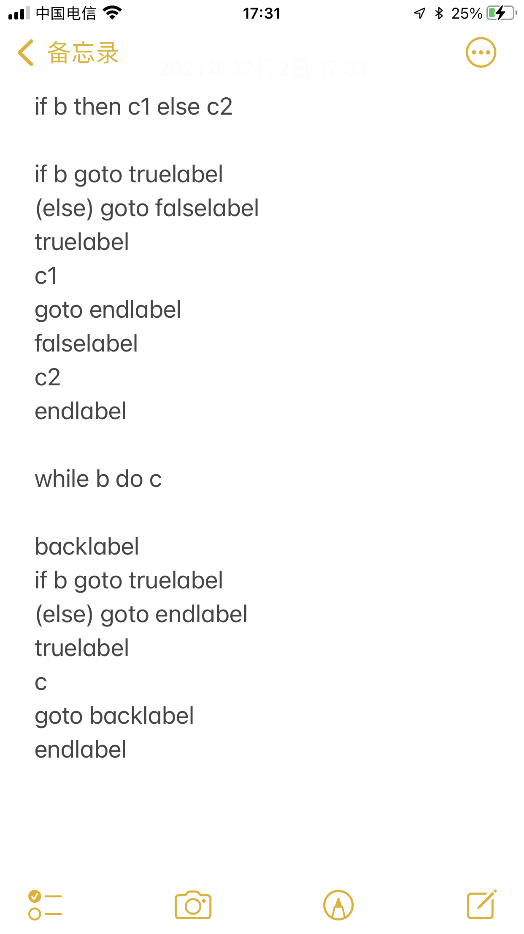 中国电信
17:31
25%
备忘录
2021年 12月 2日 17:31
if b then c1 else c2
if b goto truelabel
(else) goto falselabel
truelabel
c1
goto endlabel
falselabel
c2
endlabel
while b do c
backlabel
if b goto truelabel
(else) goto endlabel
truelabel
c
goto backlabel
endlabel